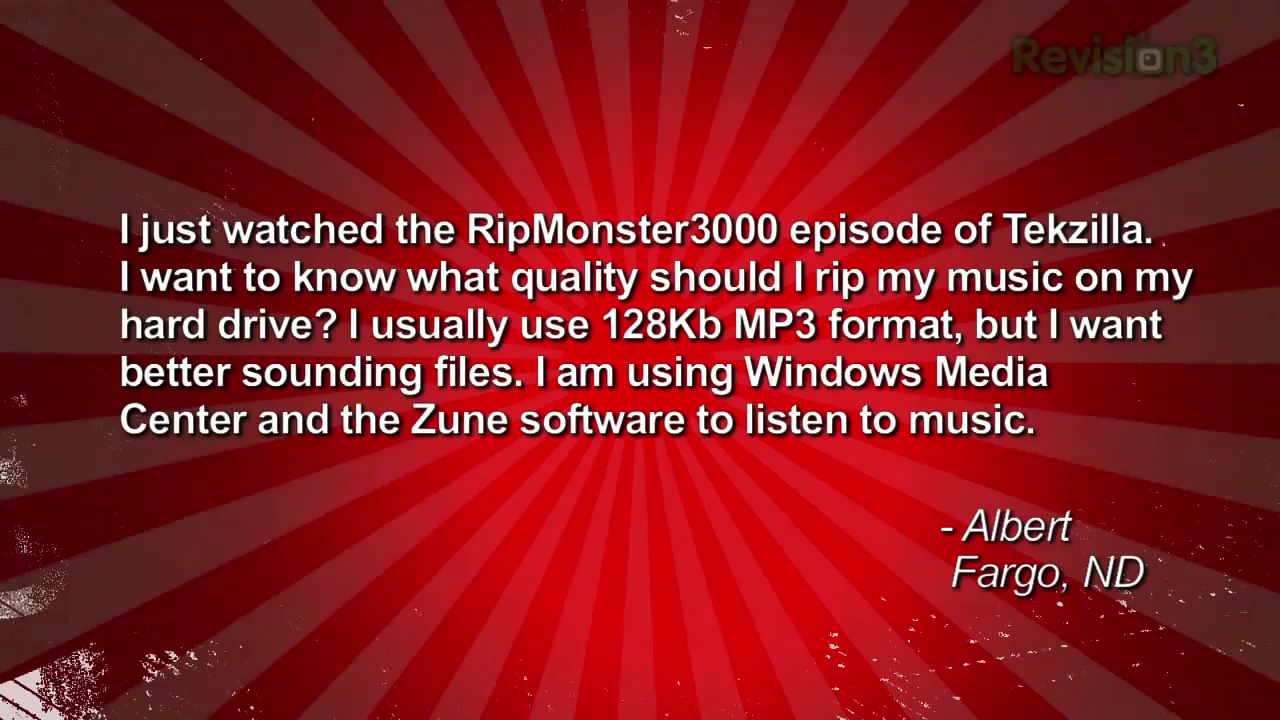 Revision3
I just watched the RipMonster3000 episode of Tekzilla.
I want to know what quality should I rip my music on my
hard drive? I usually use 128Kb MP3 format, but I want
better sounding files. I am using Windows Media
Center and the Zune software to listen to music.
- Albert
Fargo, ND